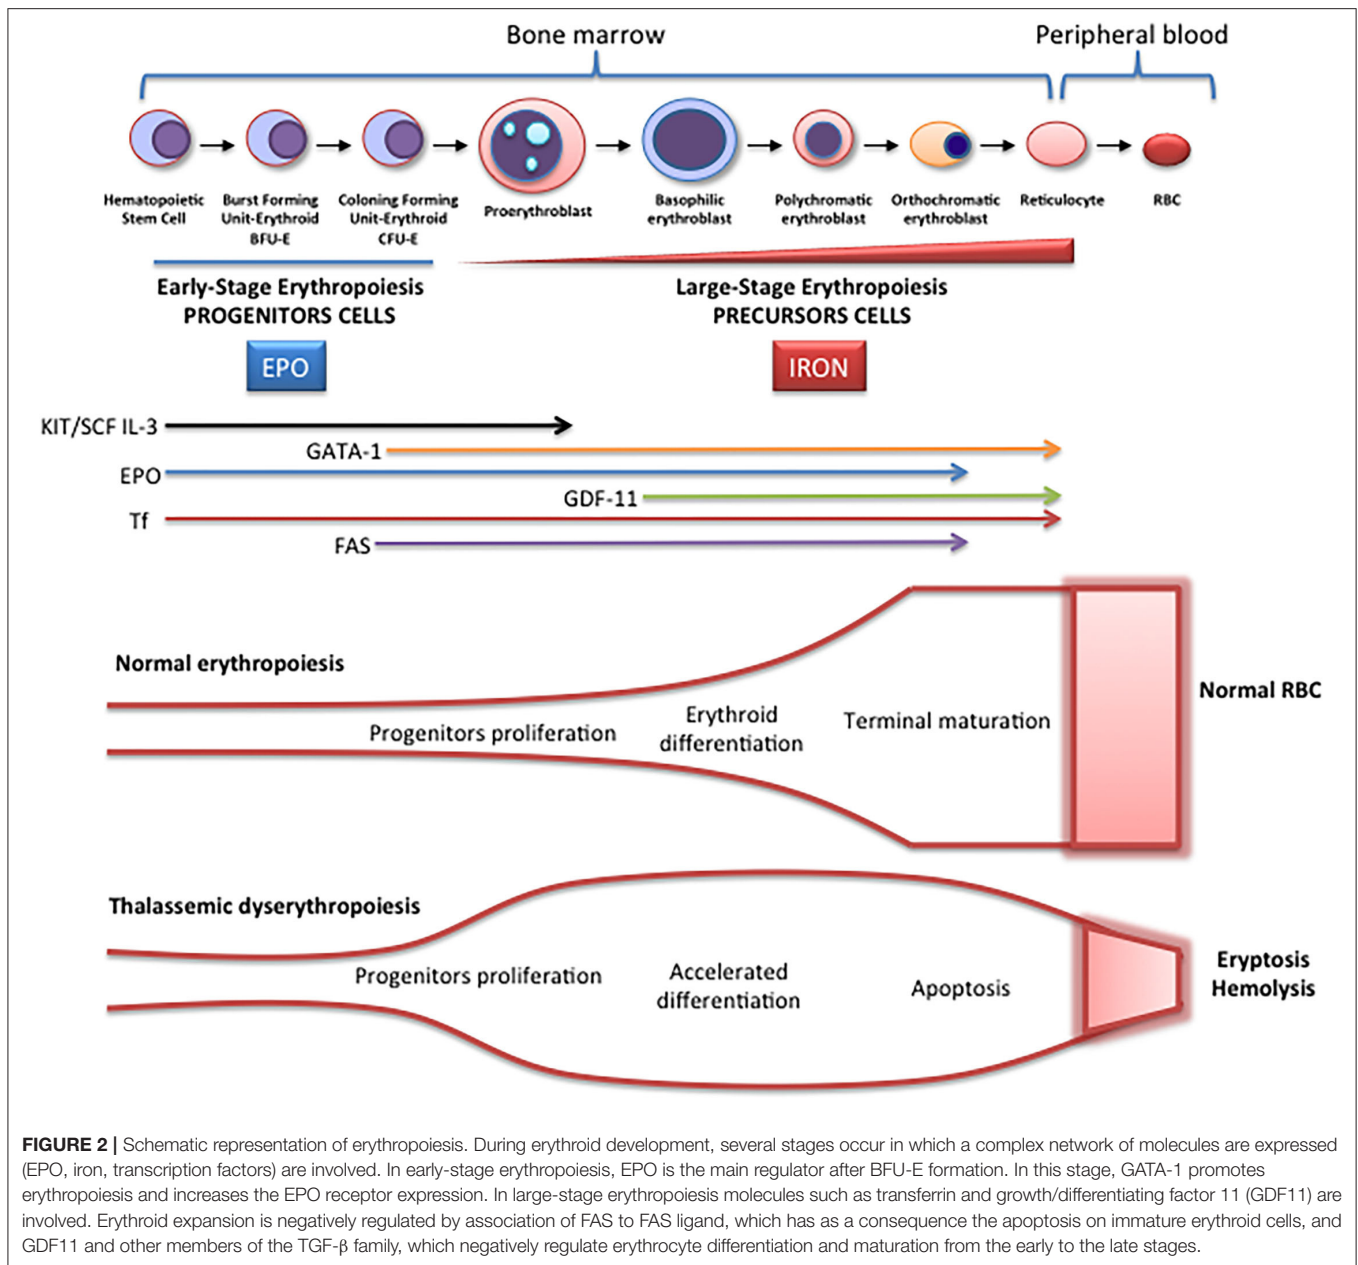 Bone marrow
Peripheral blood
Hematopoietic
Stem Cell
Burst Forming
Unit-Erythroid
BFU-E
Coloning Forming
Unit-Erythroid
CFU-E
Proerythroblast
Basophilic
erythroblast
Polychromatic
erythroblast
Orthochromatic
erythroblast
Reticulocyte
RBC
Early-Stage Erythropoiesis
PROGENITORS CELLS
Large-Stage Erythropoiesis
PRECURSORS CELLS
EPO
IRON
KIT/SCF IL-3
GATA-1
EPO
GDF-11
Tf
FAS
Normal erythropoiesis
Progenitors proliferation
Erythroid
differentiation
Terminal maturation
Normal RBC
Thalassemic dyserythropoiesis
Progenitors proliferation
Accelerated
differentiation
Apoptosis
Eryptosis
Hemolysis
FIGURE 2 | Schematic representation of erythropoiesis. During erythroid development, several stages occur in which a complex network of molecules are expressed
(EPO, iron, transcription factors) are involved. In early-stage erythropoiesis, EPO is the main regulator after BFU-E formation. In this stage, GATA-1 promotes
erythropoiesis and increases the EPO receptor expression. In large-stage erythropoiesis molecules such as transferrin and growth/differentiating factor 11 (GDF11) are
involved. Erythroid expansion is negatively regulated by association of FAS to FAS ligand, which has as a consequence the apoptosis on immature erythroid cells, and
GDF11 and other members of the TGF-β family, which negatively regulate erythrocyte differentiation and maturation from the early to the late stages.